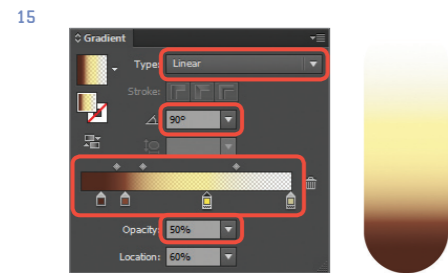 15
Gradient
Type: Linear
Stroke:
90°
Opacity: 50%
Location: 60%